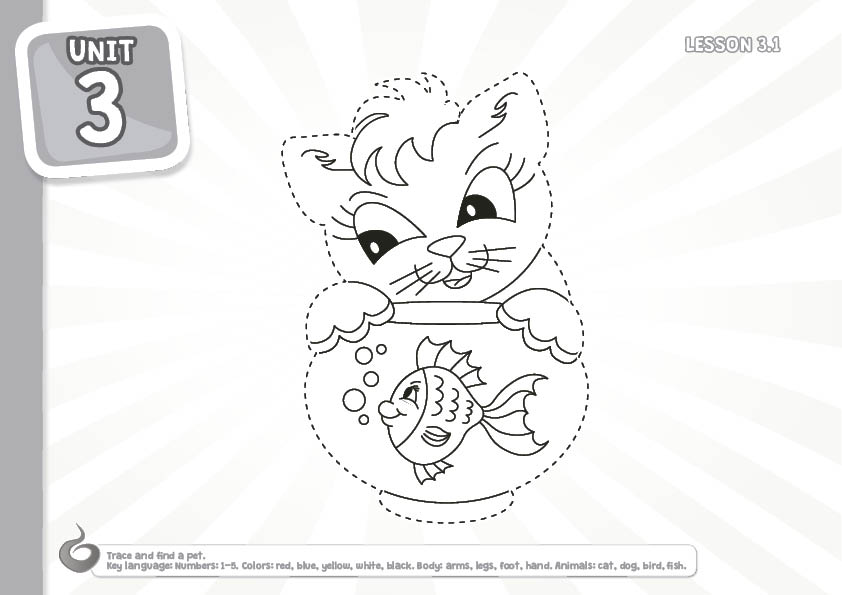 UNIT
3
LESSON 3.1
Trace and find a pet.
Key language: Numbers: 1-5. Colors: red, blue, yellow, white, black. Body: arms, legs, foot, hand. Animals: cat, dog, bird, fish.